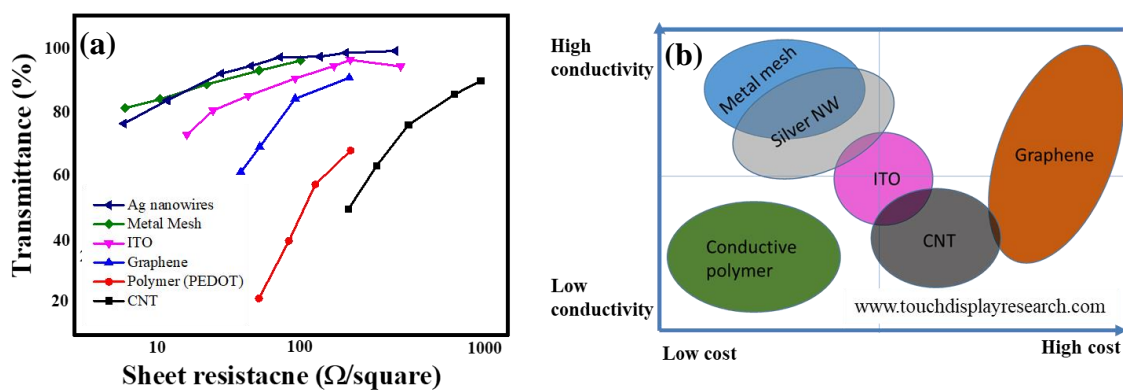 (a)
Transmittance (%)
100
80
60
40
20
Ag nanowires
Metal Mesh
ITO
Graphene
Polymer (PEDOT)
CNT
10
100
1000
Sheet resistacne (Ω/square)
(b)
High
conductivity
Low
conductivity
Metal mesh
Silver NW
ITO
Graphene
CNT
Conductive
polymer
www.touchdisplayresearch.com
Low cost
High cost